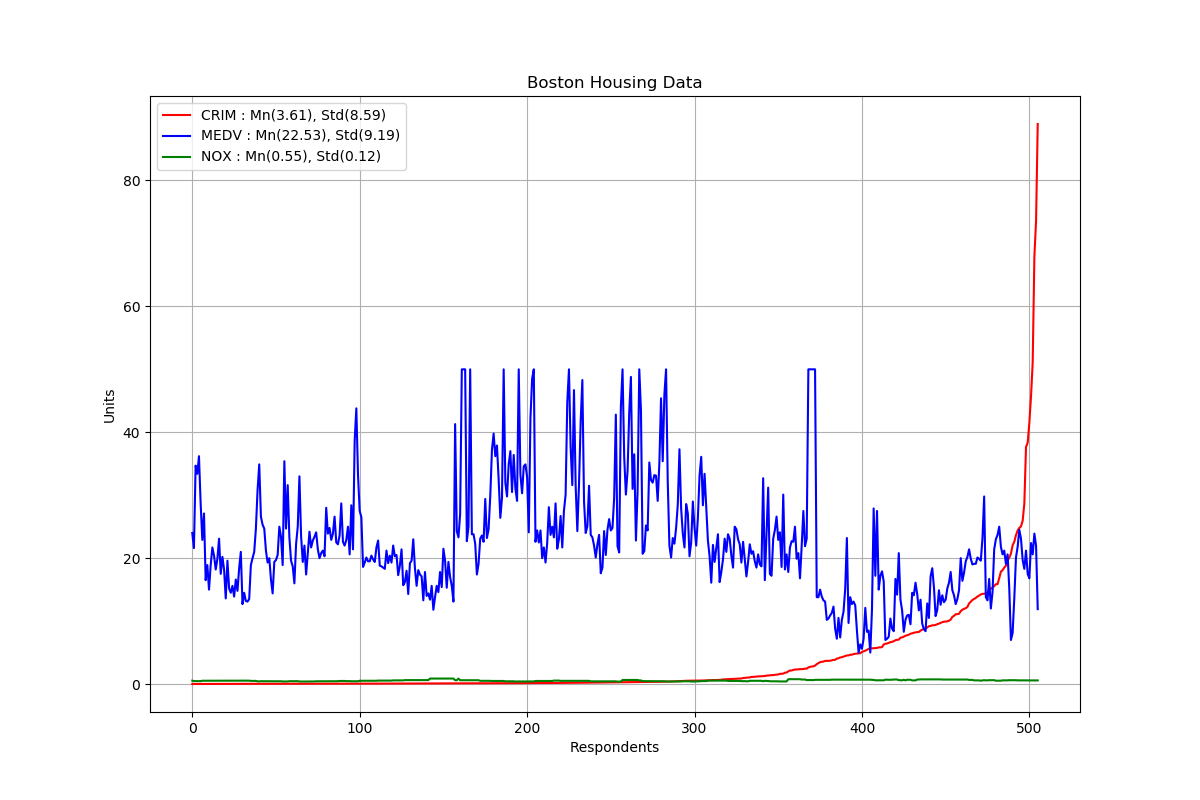 Boston Housing Data
CRIM : Mn(3.61), Std(8.59)
MEDV : Mn(22.53), Std(9.19)
NOX : Mn(0.55), Std(0.12)
80
60
40
20
0
Units
0 100 200 300 400 500
Respondents